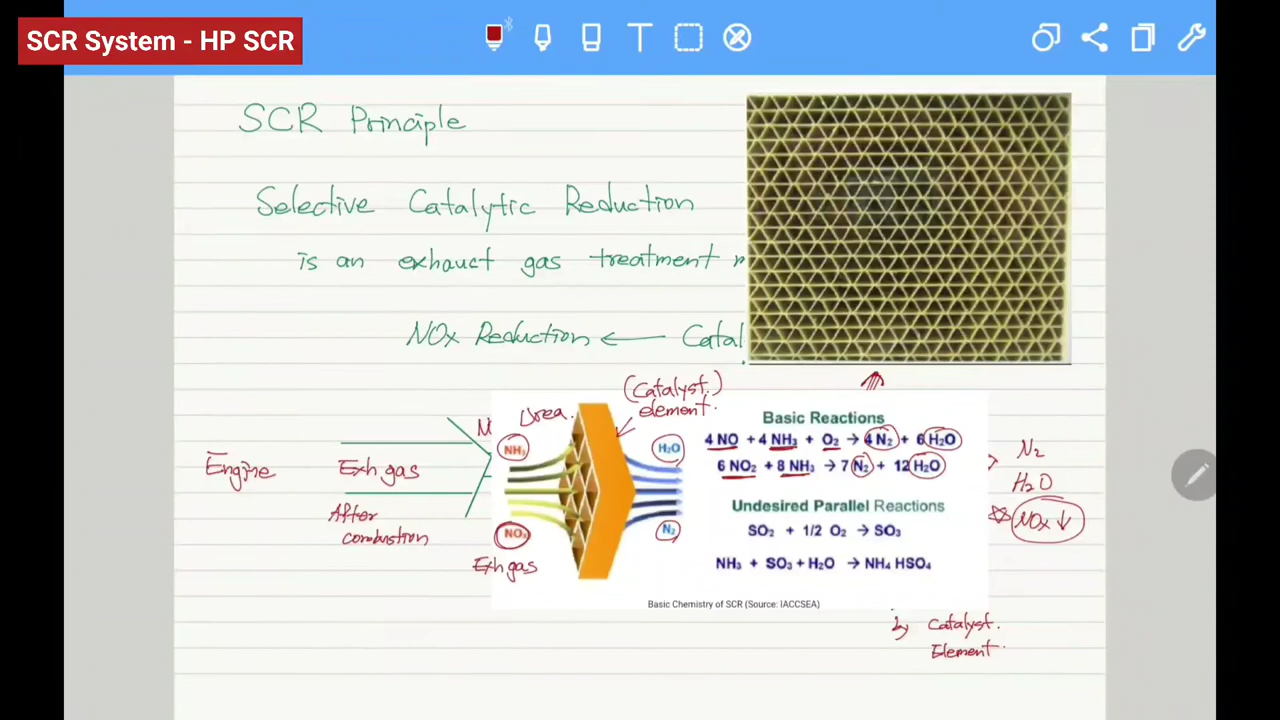 SCR System - HP SCR
SCR Principle
Selective Catalytic Reduction
is an exhauct gas treatment
NOx Reduction ← Catal
(Catalyst.)
element.
Urea.
NH₃
NOx
Exh gas
H₂O
N₂
Engine
Exh gas
After
combustion
Basic Reactions
4 NO + 4 NH₃ + O₂ → 4 N₂ + 6 H₂O
6 NO₂ + 8 NH₃ → 7 N₂ + 12 H₂O
Undesired Parallel Reactions
SO₂ + 1/2 O₂ → SO₃
NH₃ + SO₃ + H₂O → NH₄ HSO₄
Basic Chemistry of SCR (Source: IACCSEA)
N₂
H₂O
NOx ↓
by Catalyst.
Element.